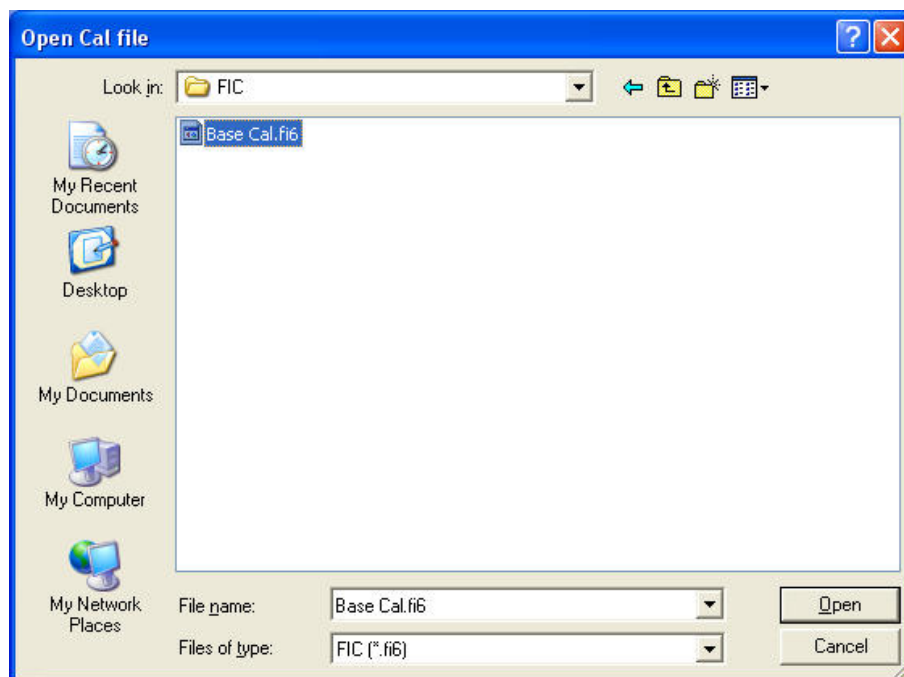 Open Cal file
?
Look in:
FIC
Base Cal.fi6
My Recent
Documents
Desktop
My Documents
My Computer
My Network
Places
File name:
Base Cal.fi6
Open
Files of type:
FIC (*.fi6)
Cancel